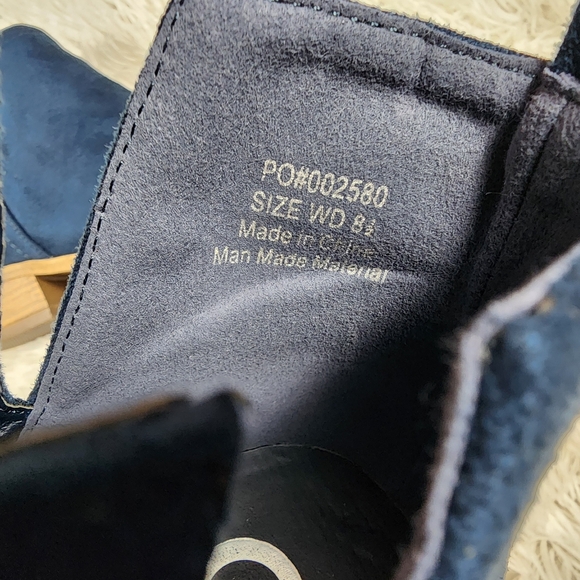 PO#002580
SIZE WD 8½
Made in China
Man Made Material